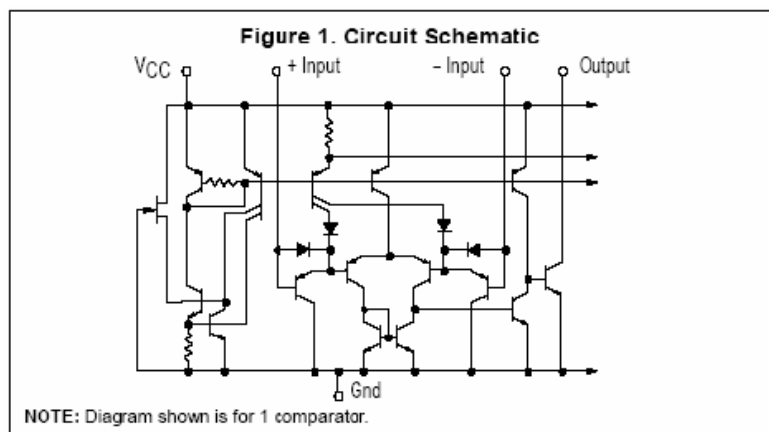 Figure 1. Circuit Schematic
VCC + Input – Input Output
Gnd
NOTE: Diagram shown is for 1 comparator.